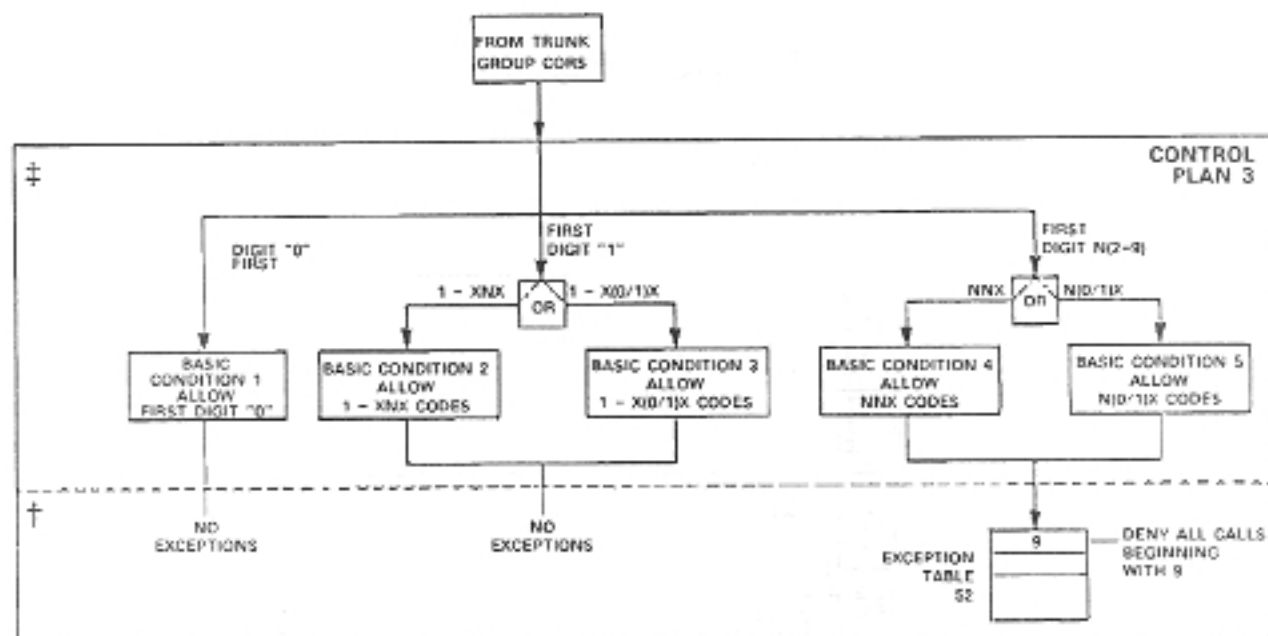 FROM TRUNK
GROUP CORS
‡
CONTROL
PLAN 3
DIGIT "0"
FIRST
FIRST
DIGIT "1"
FIRST
DIGIT N(2-9)
1 - XNX
OR
1 - X(0/1)X
NNX
OR
N(0/1)X
BASIC
CONDITION 1
ALLOW
FIRST DIGIT "0"
BASIC CONDITION 2
ALLOW
1 - XNX CODES
BASIC CONDITION 3
ALLOW
1 - X(0/1)X CODES
BASIC CONDITION 4
ALLOW
NNX CODES
BASIC CONDITION 5
ALLOW
N(0/1)X CODES
†
NO
EXCEPTIONS
NO
EXCEPTIONS
EXCEPTION
TABLE
52
9
DENY ALL CALLS
BEGINNING
WITH 9